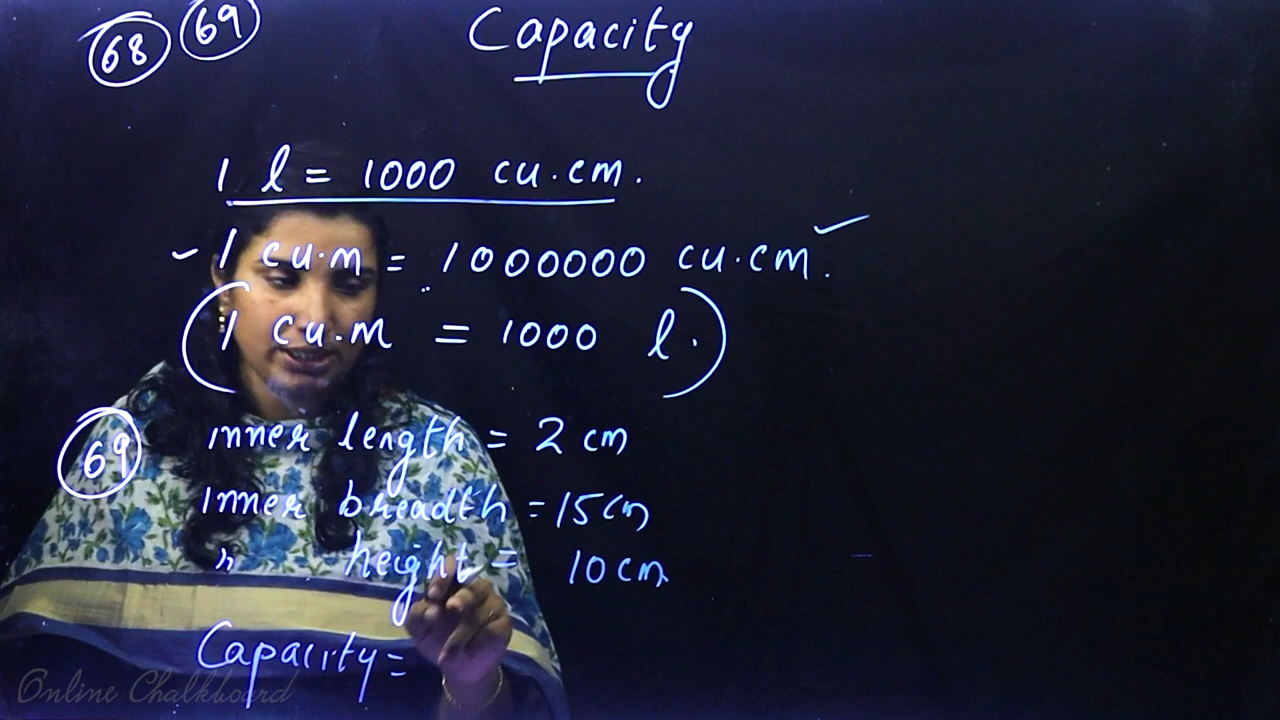 68 69 Capacity
1 l = 1000 cu.cm.
1 cu.m = 1000000 cu.cm.
(1 cu.m = 1000 l.)
69 inner length = 2 cm
Inner breadth = 15 cm
" height = 10 cm
Capacity =
Online Chalkboard